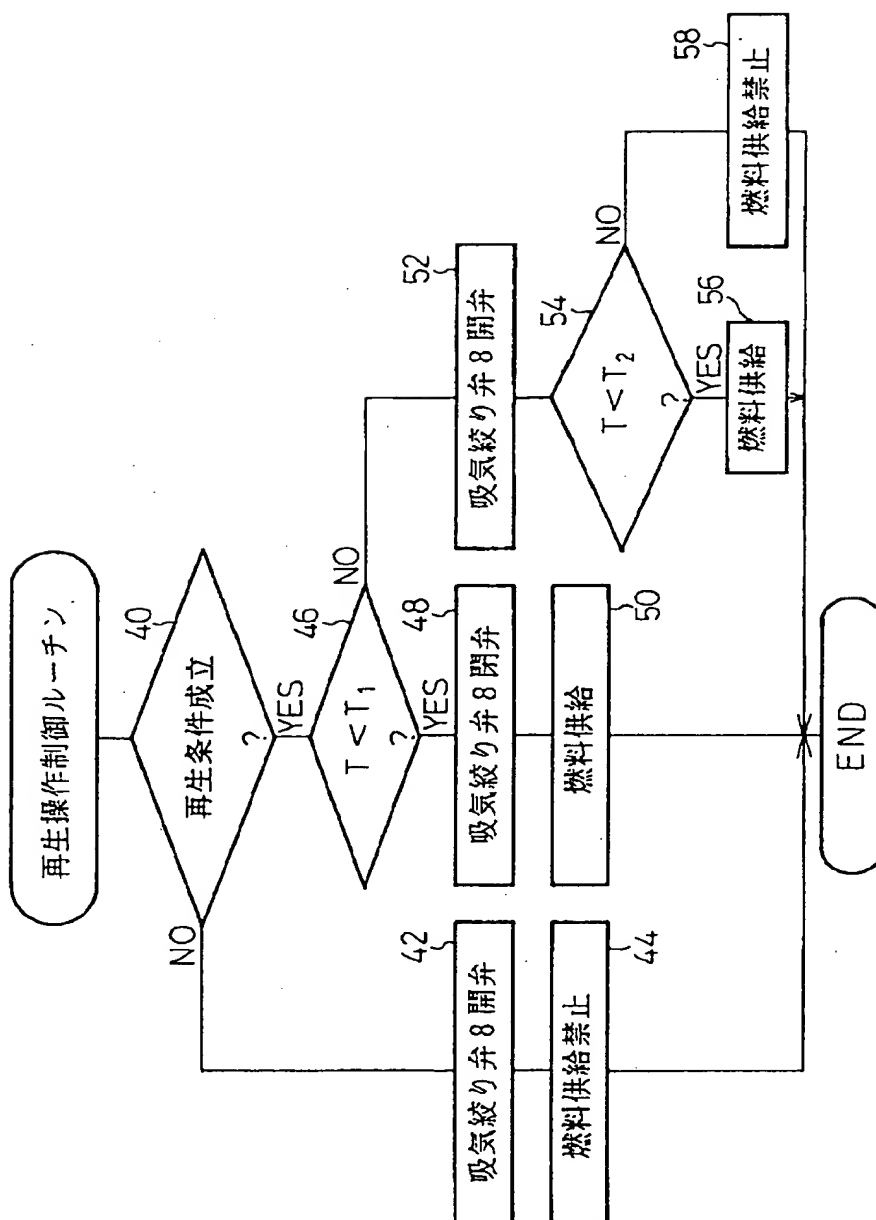 再生操作制御ルーチン
40
再生条件成立
?
NO
YES
46
T<T1
?
NO
YES
42
吸気絞り弁8開弁
48
吸気絞り弁8閉弁
52
吸気絞り弁8開弁
44
燃料供給禁止
50
燃料供給
54
T<T2
?
NO
YES
56
燃料供給
58
燃料供給禁止
END